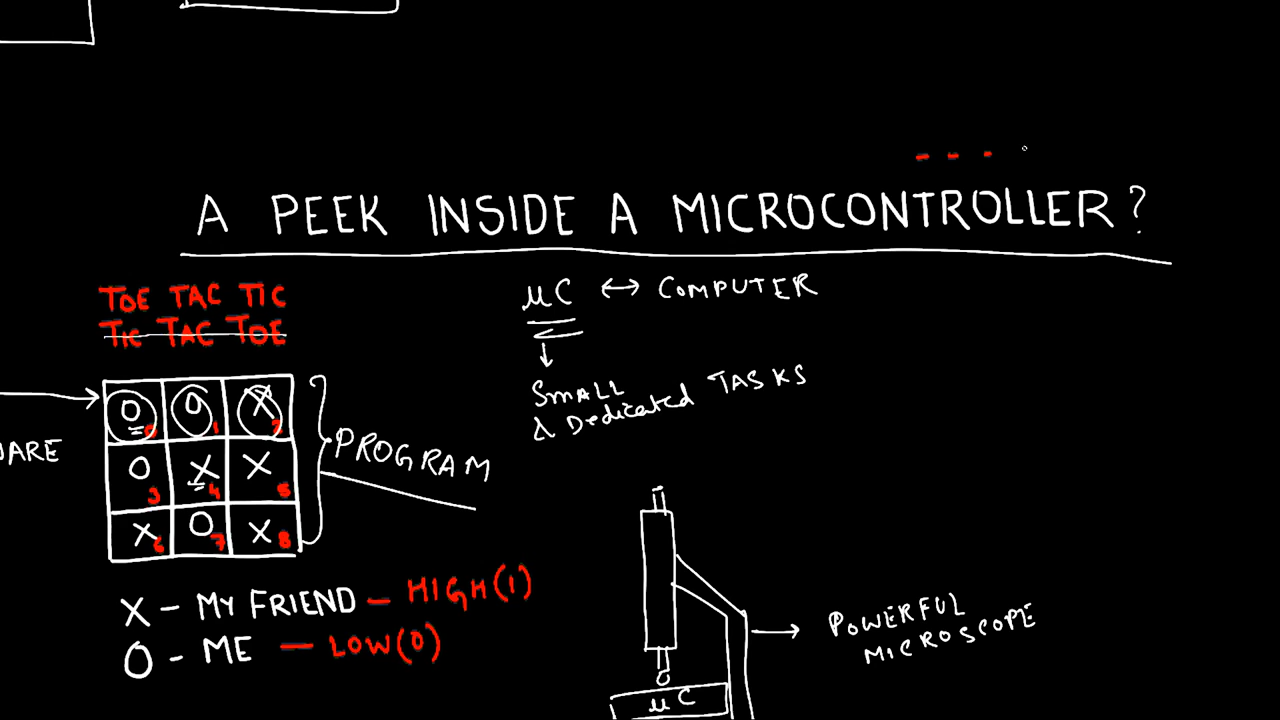 A PEEK INSIDE A MICROCONTROLLER?
TOE TAC TIC
TIC TAC TOE
O 0 O 1 X 2
O 3 X 4 X 5
X 6 O 7 X 8
PROGRAM
X - MY FRIEND - HIGH(1)
O - ME - LOW(0)
μC ↔ COMPUTER
SMALL
& Dedicated TASKS
POWERFUL
MICROSCOPE
μC